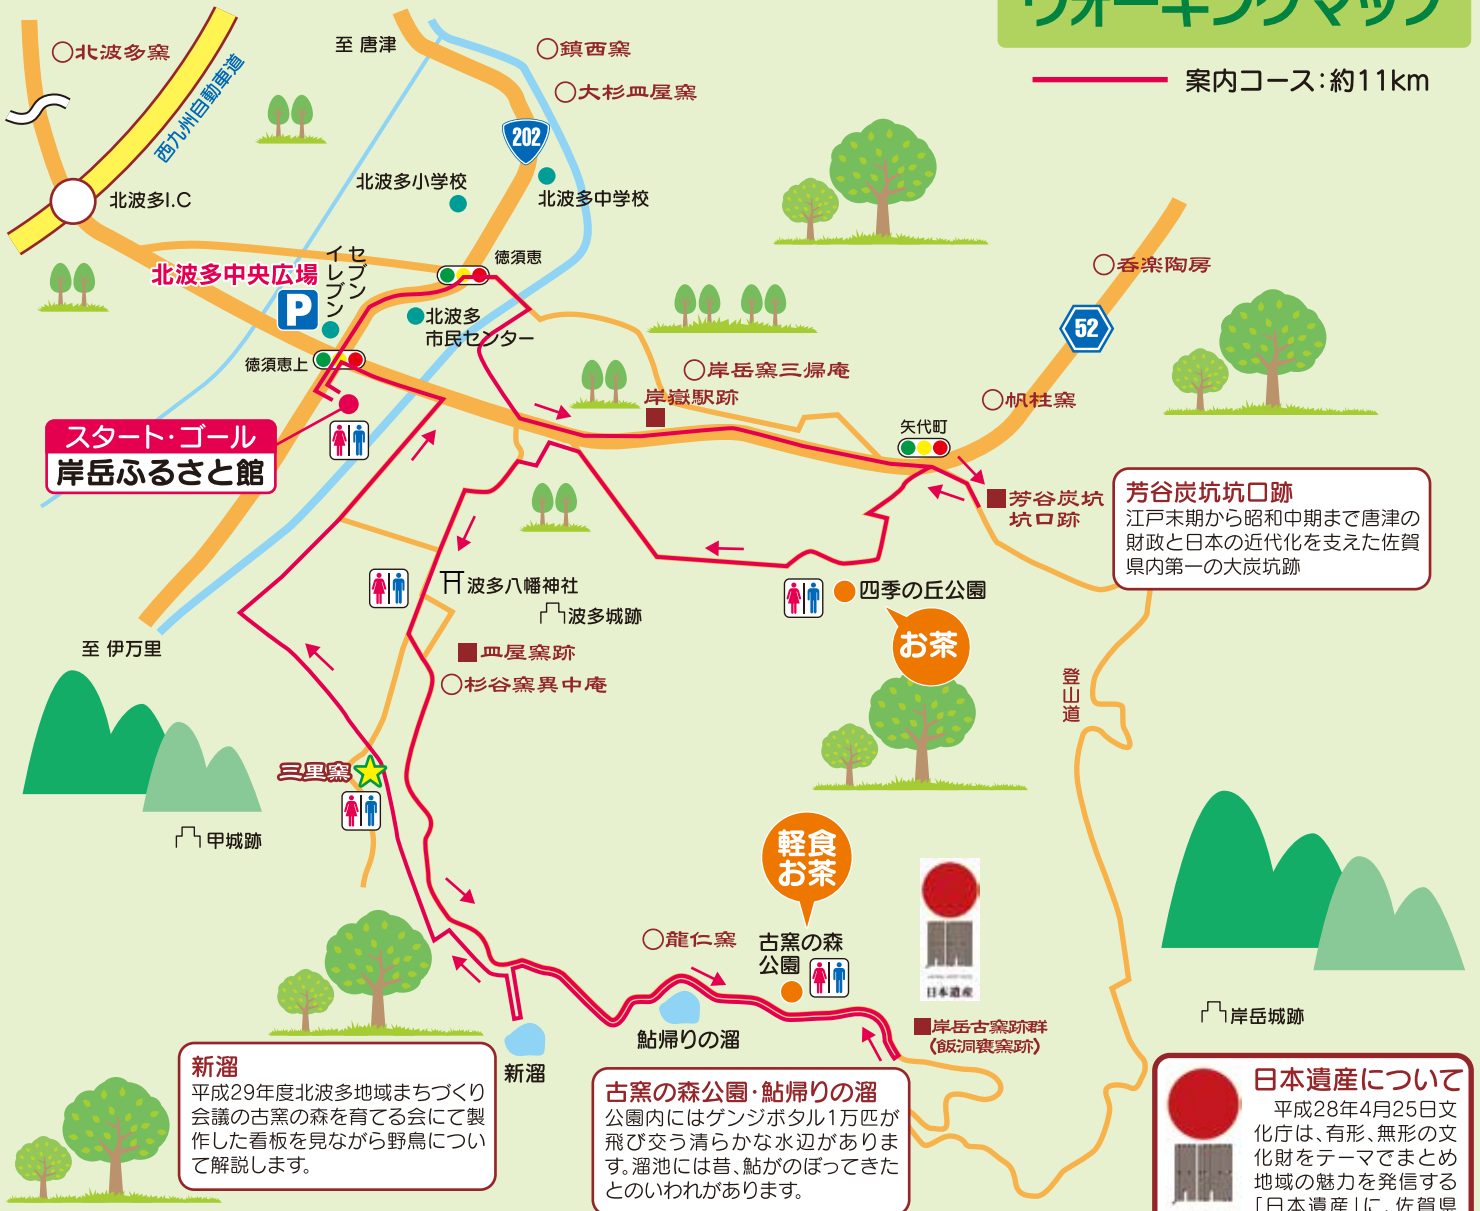 ウォーキングマップ
案内コース：約11km
北波多窯
西九州自動車道
至 唐津
鎮西窯
大杉皿屋窯
202
北波多小学校
北波多中学校
北波多I.C
北波多中央広場
P
セブン
イレブン
徳須恵
北波多
市民センター
徳須恵上
呑楽陶房
52
岸岳窯三帰庵
岸嶽駅跡
帆柱窯
矢代町
スタート・ゴール
岸岳ふるさと館
芳谷炭坑
坑口跡
芳谷炭坑坑口跡
江戸末期から昭和中期まで唐津の
財政と日本の近代化を支えた佐賀
県内第一の大炭坑跡
波多八幡神社
波多城跡
四季の丘公園
お茶
至 伊万里
皿屋窯跡
杉谷窯異中庵
登山道
三里窯
甲城跡
軽食
お茶
龍仁窯
古窯の森
公園
日本遺産
岸岳城跡
岸岳古窯跡群
(飯洞甕窯跡)
鮎帰りの溜
新溜
新溜
平成29年度北波多地域まちづくり
会議の古窯の森を育てる会にて製
作した看板を見ながら野鳥につい
て解説します。
古窯の森公園・鮎帰りの溜
公園内にはゲンジボタル1万匹が
飛び交う清らかな水辺がありま
す。溜池には昔、鮎がのぼってきた
とのいわれがあります。
日本遺産について
平成28年4月25日文
化庁は、有形、無形の文
化財をテーマでまとめ
地域の魅力を発信する
「日本遺産」に、佐賀県